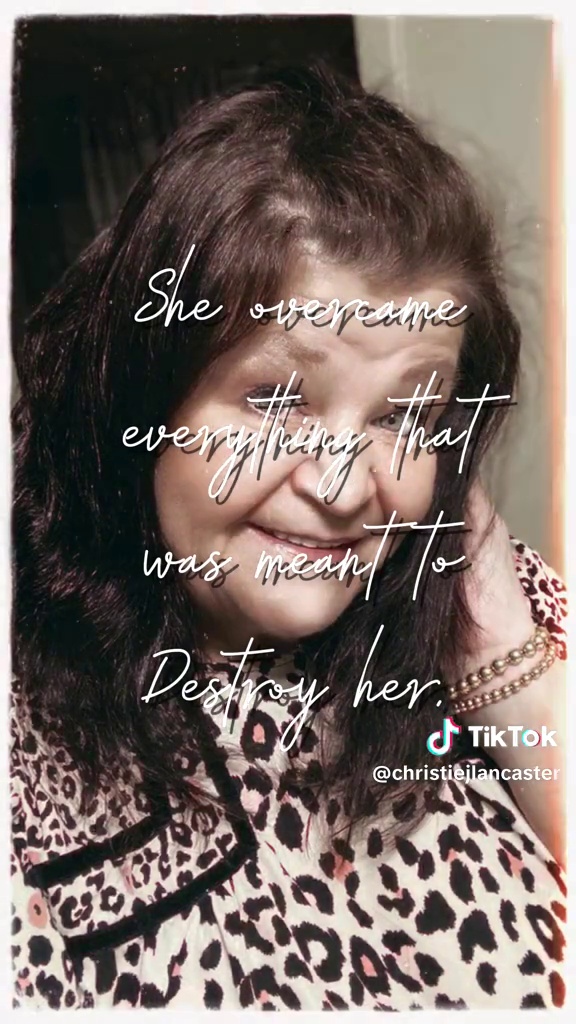 She overcame
everything that
was meant to
Destroy her.
TikTok
@christiejlancaster